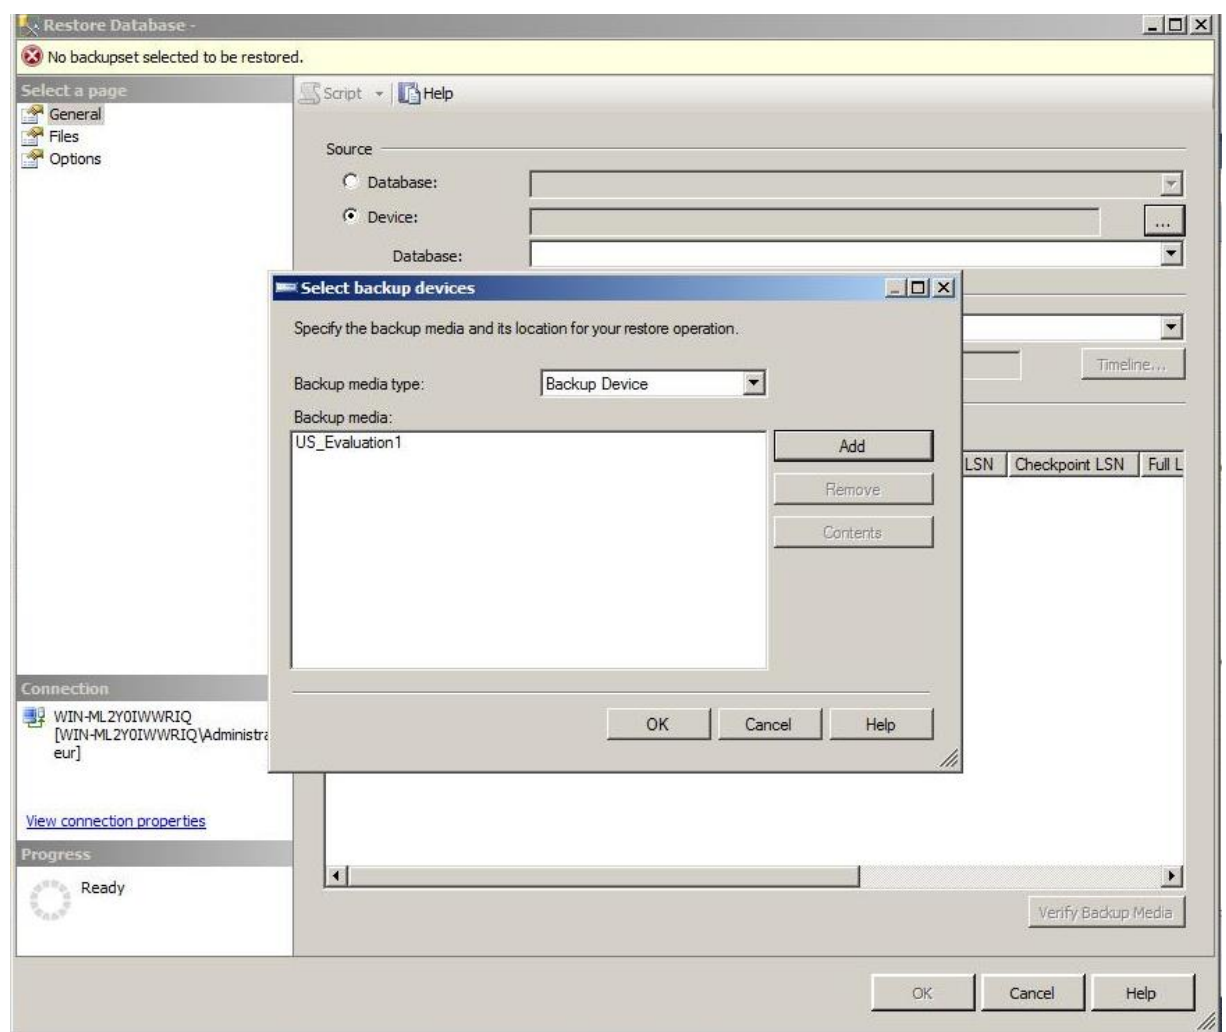 Restore Database -
No backupset selected to be restored.
Select a page
General
Files
Options
Script
Help
Source
Database:
Device:
...
Database:
Select backup devices
Specify the backup media and its location for your restore operation.
Backup media type:
Backup Device
Timeline...
Backup media:
US_Evaluation1
Add
Remove
Contents
LSN
Checkpoint LSN
Full L
OK
Cancel
Help
Connection
WIN-ML2Y0IWWRIQ
[WIN-ML2Y0IWWRIQ\Administra
eur]
View connection properties
Progress
Ready
Verify Backup Media
OK
Cancel
Help